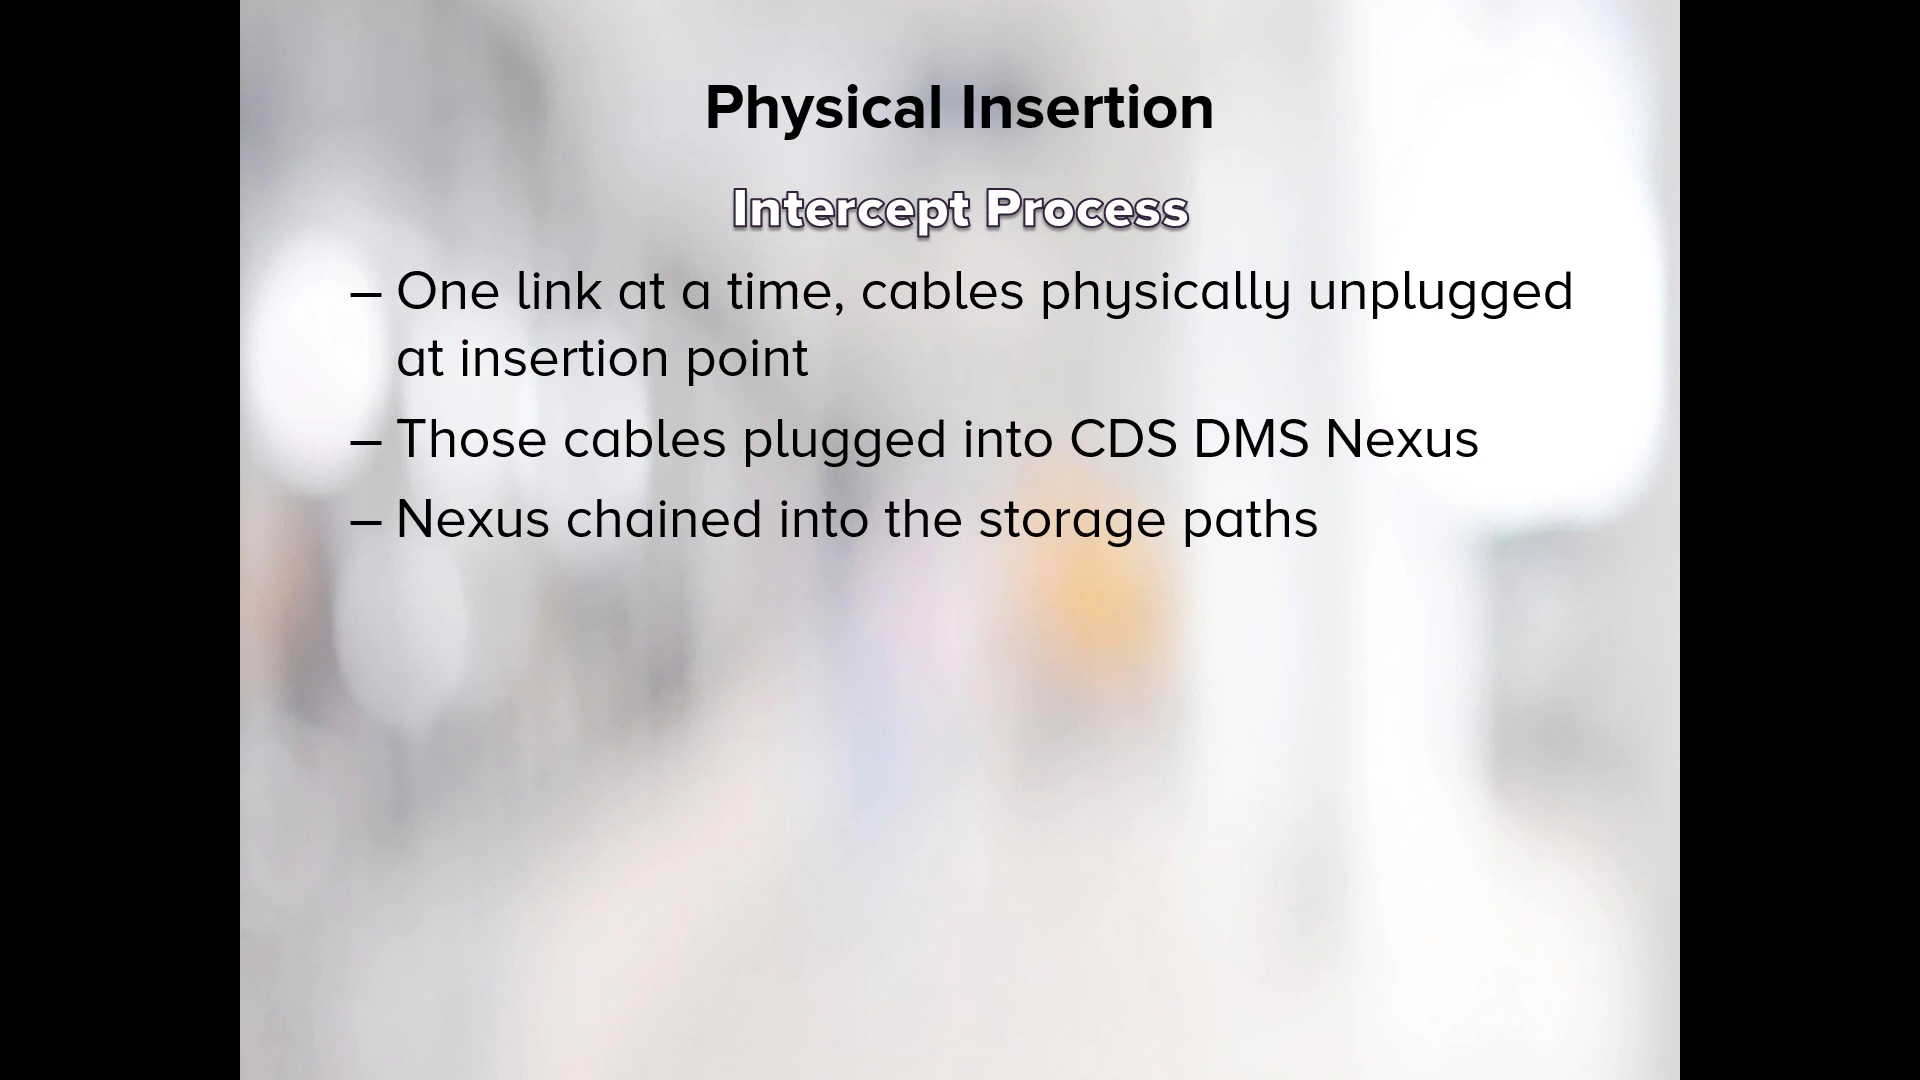 Physical Insertion
Intercept Process
– One link at a time, cables physically unplugged
at insertion point
– Those cables plugged into CDS DMS Nexus
– Nexus chained into the storage paths